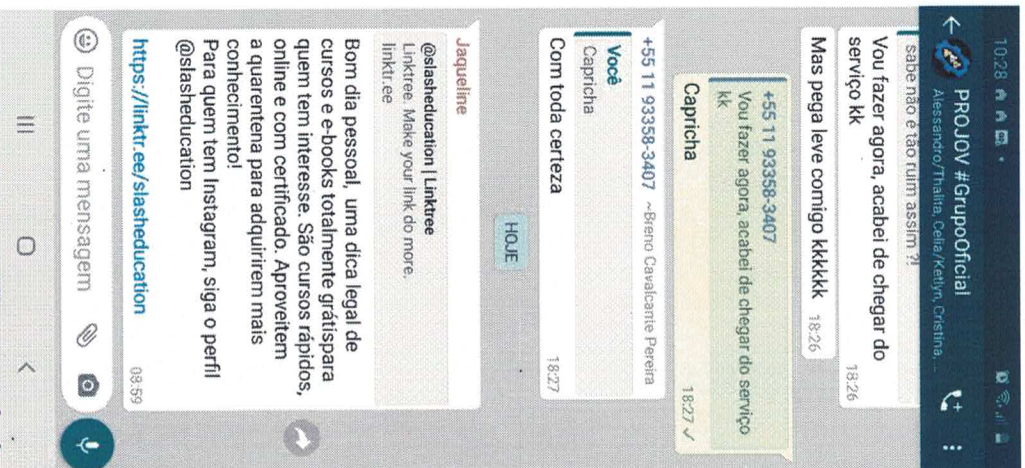 10:28
PROJOV #GrupoOficial
Alessandro/Thalita, Celia/Ketlyn, Cristina, ...
sabe não é tão ruim assim ?!
Vou fazer agora, acabei de chegar do
serviço kk
18:26
Mas pega leve comigo kkkkkk
18:26
+55 11 93358-3407
Vou fazer agora, acabei de chegar do serviço
kk
Capricha
18:27
+55 11 93358-3407 ~Breno Cavalcante Pereira
Você
Capricha
Com toda certeza
18:27
HOJE
Jaqueline
@slasheducation | Linktree
Linktree. Make your link do more.
linktr.ee
Bom dia pessoal, uma dica legal de
cursos e e-books totalmente grátispara
quem tem interesse. São cursos rápidos,
online e com certificado. Aproveitem
a quarentena para adquirirem mais
conhecimento!
Para quem tem Instagram, siga o perfil
@slasheducation
https://linktr.ee/slasheducation
08:59
Digite uma mensagem